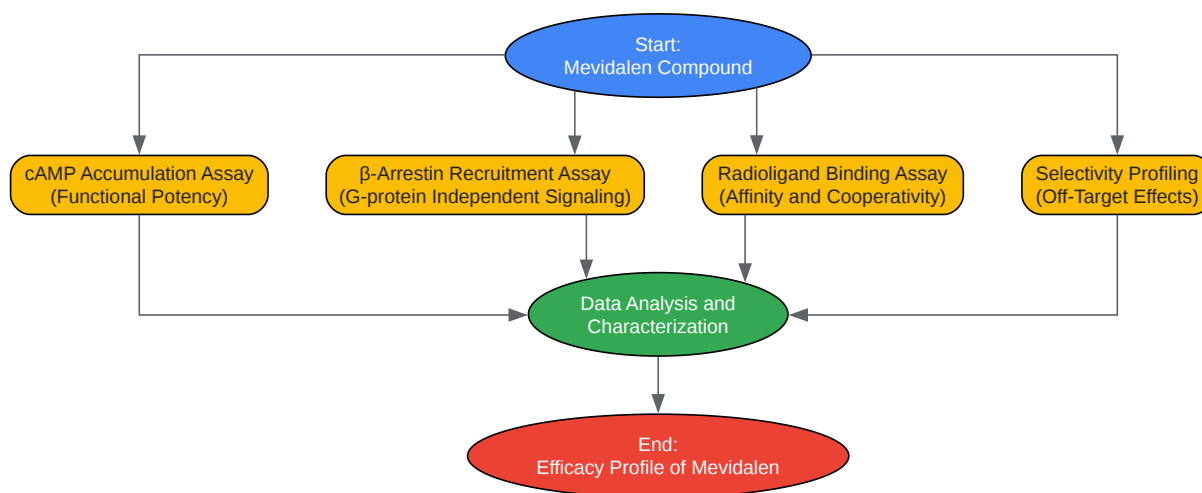 Start:
Mevidalen Compound
cAMP Accumulation Assay
(Functional Potency)
β-Arrestin Recruitment Assay
(G-protein Independent Signaling)
Radioligand Binding Assay
(Affinity and Cooperativity)
Selectivity Profiling
(Off-Target Effects)
Data Analysis and
Characterization
End:
Efficacy Profile of Mevidalen